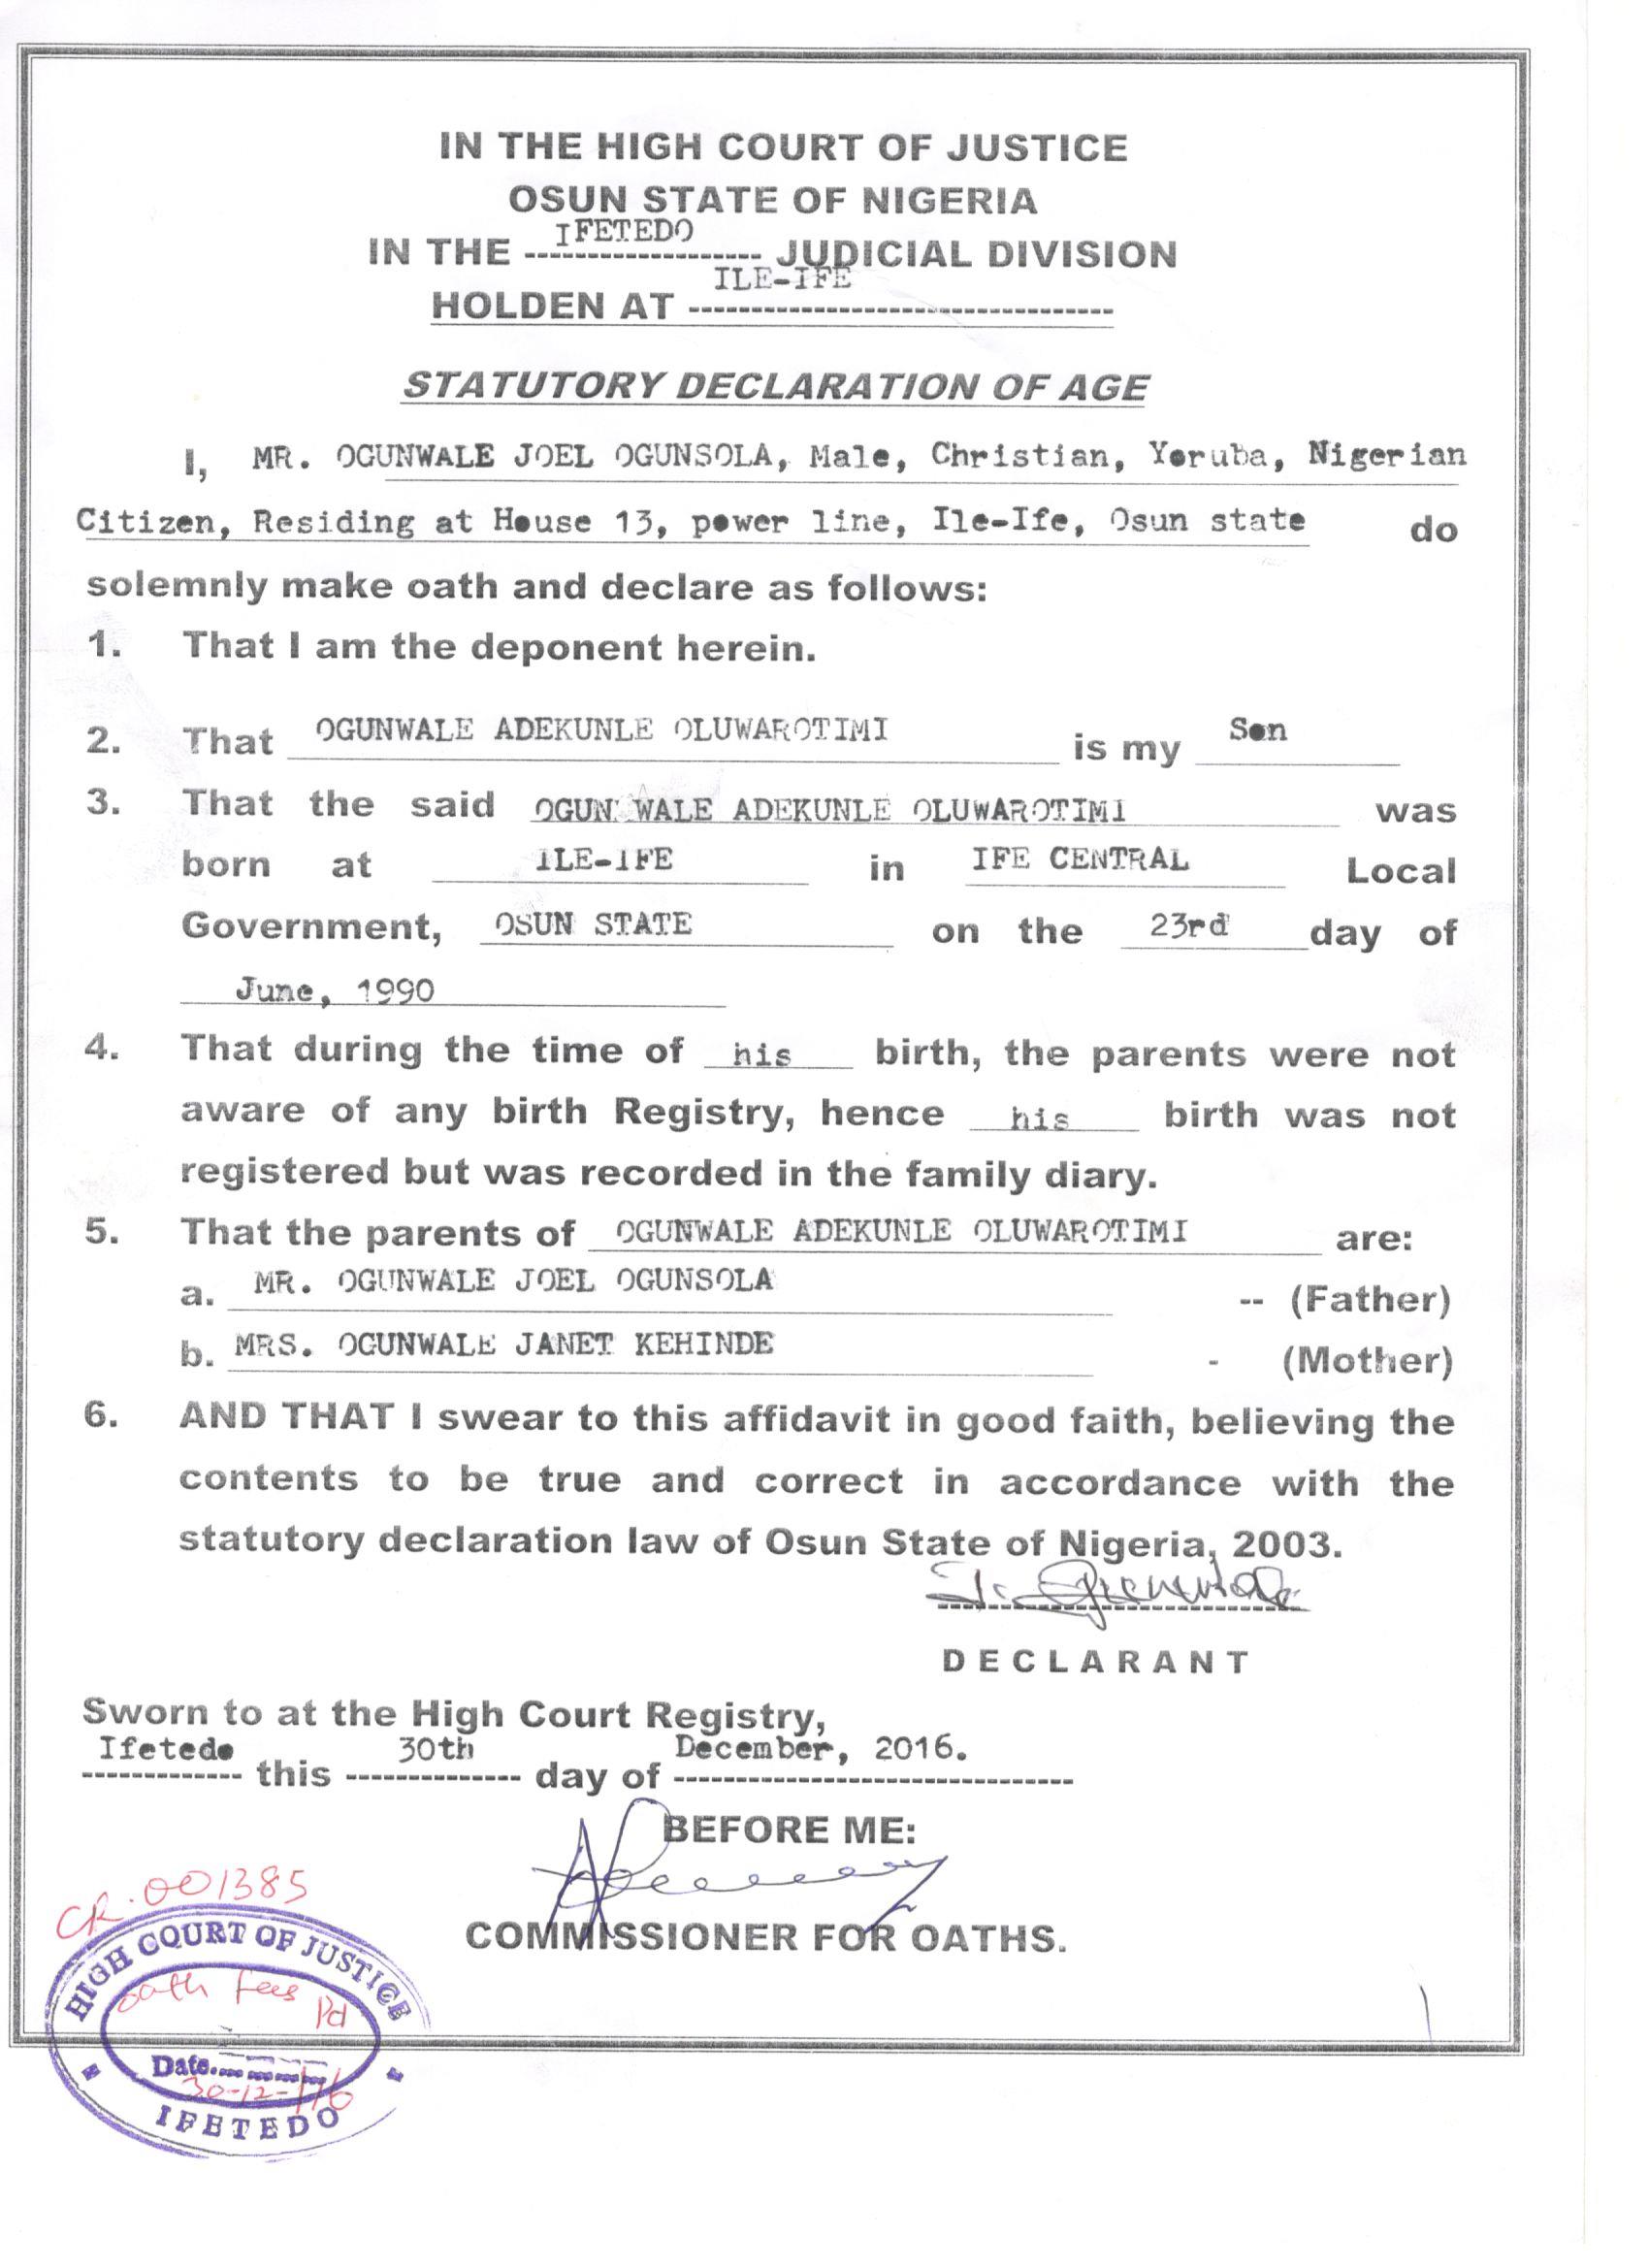 IN THE HIGH COURT OF JUSTICE
OSUN STATE OF NIGERIA
IN THE IFETEDO JUDICIAL DIVISION
HOLDEN AT ILE-IFE
STATUTORY DECLARATION OF AGE
I, MR. OGUNWALE JOEL OGUNSOLA, Male, Christian, Yoruba, Nigerian
Citizen, Residing at House 13, power line, Ile-Ife, Osun state do
solemnly make oath and declare as follows:
1. That I am the deponent herein.
2. That OGUNWALE ADEKUNLE OLUWAROTIMI is my Son
3. That the said OGUN WALE ADEKUNLE OLUWAROTIMI was
born at ILE-IFE in IFE CENTRAL Local
Government, OSUN STATE on the 23rd day of
June, 1990
4. That during the time of his birth, the parents were not
aware of any birth Registry, hence his birth was not
registered but was recorded in the family diary.
5. That the parents of OGUNWALE ADEKUNLE OLUWAROTIMI are:
a. MR. OGUNWALE JOEL OGUNSOLA -- (Father)
b. MRS. OGUNWALE JANET KEHINDE - (Mother)
6. AND THAT I swear to this affidavit in good faith, believing the
contents to be true and correct in accordance with the
statutory declaration law of Osun State of Nigeria, 2003.
DECLARANT
Sworn to at the High Court Registry,
Ifetedo this 30th day of December, 2016.
BEFORE ME:
COMMISSIONER FOR OATHS.
CR.001385
HIGH COURT OF JUSTICE
oath fees
Pd
Date
30-12-16
IFETEDO